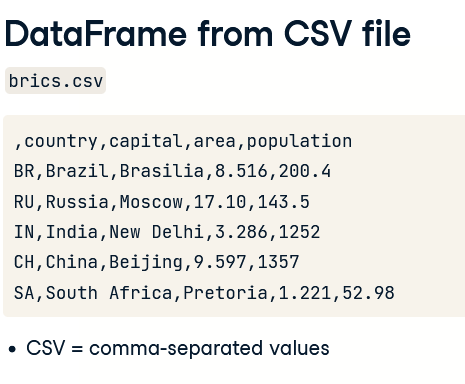 DataFrame from CSV file
brics.csv
,country,capital,area,population
BR,Brazil,Brasilia,8.516,200.4
RU,Russia,Moscow,17.10,143.5
IN,India,New Delhi,3.286,1252
CH,China,Beijing,9.597,1357
SA,South Africa,Pretoria,1.221,52.98
• CSV = comma-separated values